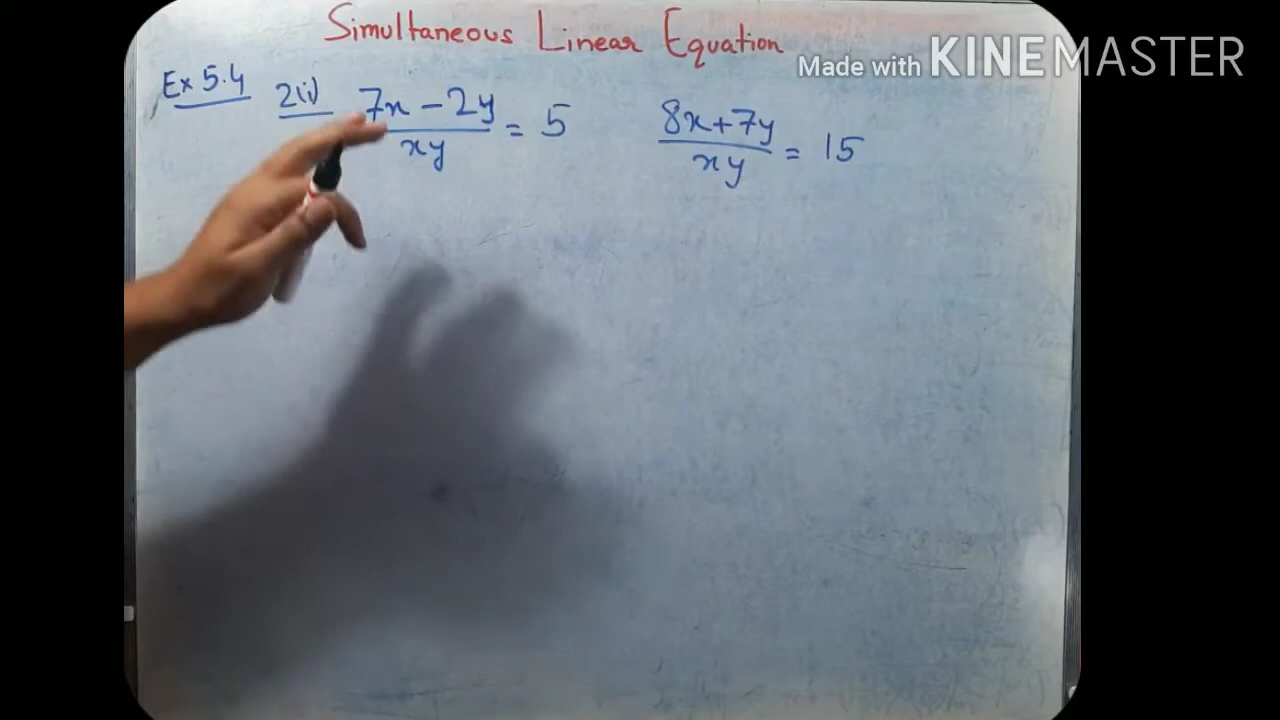 Simultaneous Linear Equation
Made with KINEMASTER
Ex 5.4
2(i) 7x - 2y / xy = 5
8x + 7y / xy = 15